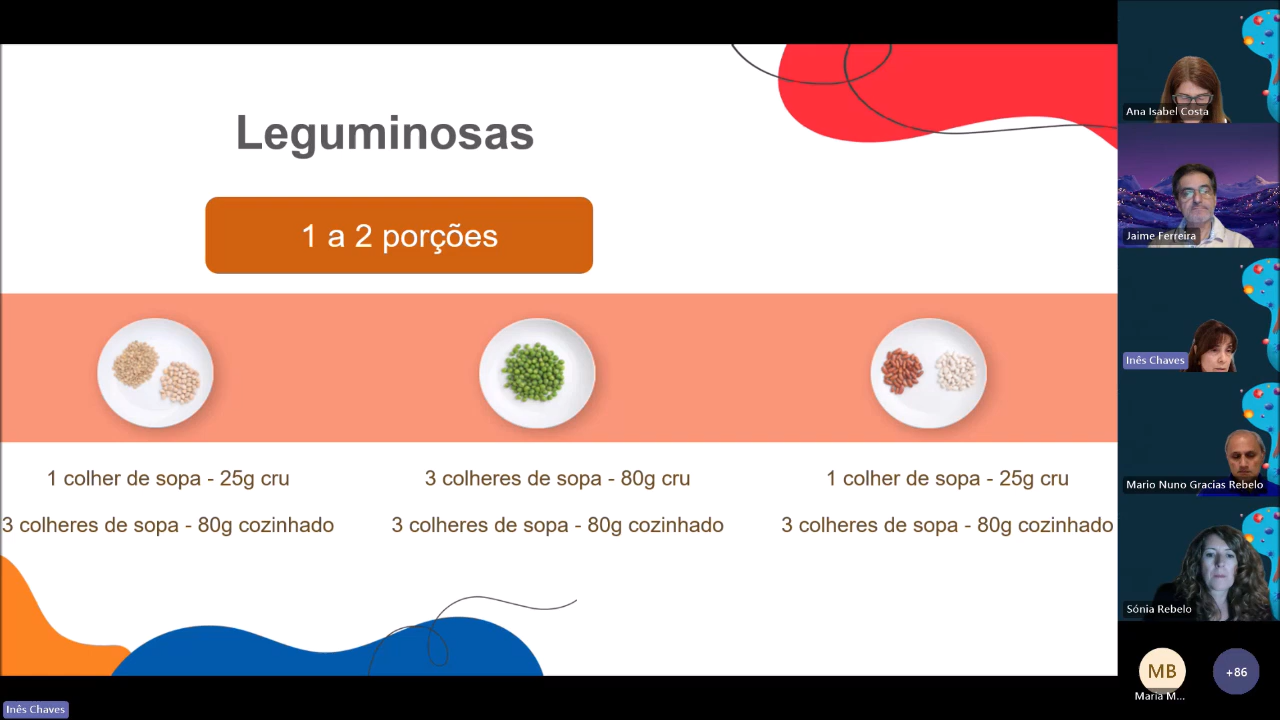 Leguminosas
1 a 2 porções
1 colher de sopa - 25g cru
3 colheres de sopa - 80g cru
1 colher de sopa - 25g cru
3 colheres de sopa - 80g cozinhado
3 colheres de sopa - 80g cozinhado
3 colheres de sopa - 80g cozinhado
Inês Chaves
Ana Isabel Costa
Jaime Ferreira
Inês Chaves
Mario Nuno Gracias Rebelo
Sónia Rebelo
MB
+86
Maria M...